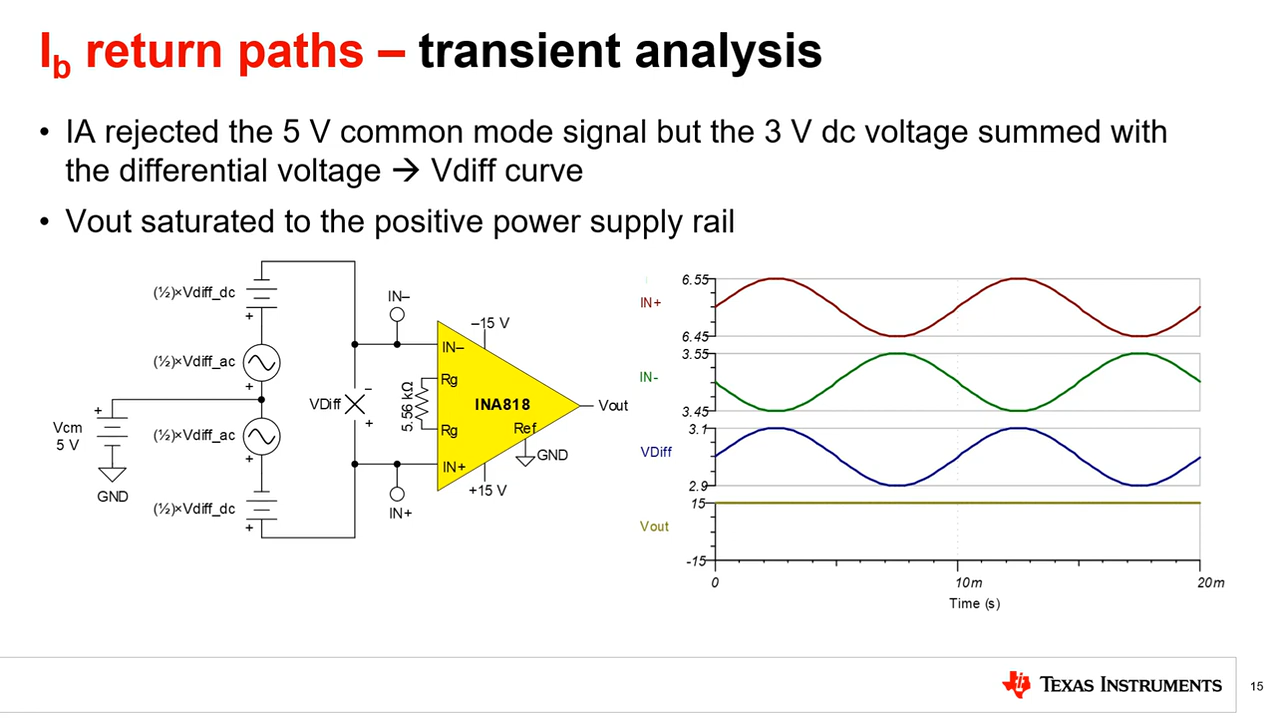 Ib return paths – transient analysis
• IA rejected the 5 V common mode signal but the 3 V dc voltage summed with
the differential voltage → Vdiff curve
• Vout saturated to the positive power supply rail
(½)×Vdiff_dc
+
(½)×Vdiff_ac
+
+
Vcm
5 V
GND
(½)×Vdiff_ac
+
(½)×Vdiff_dc
+
VDiff
–
+
IN–
IN–
–15 V
Rg
5.56 kΩ
INA818
Vout
Rg
Ref
GND
IN+
+15 V
IN+
6.55
IN+
6.45
3.55
IN-
3.45
3.1
VDiff
2.9
15
Vout
-15
0
10m
20m
Time (s)
TEXAS INSTRUMENTS
15